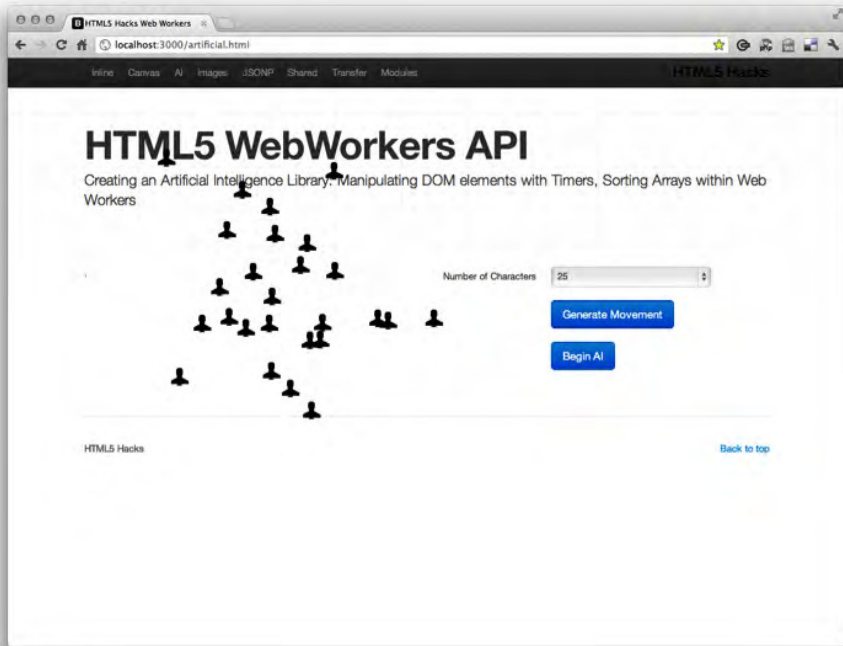 HTML5 Hacks Web Workers
localhost:3000/artificial.html
Inline Canvas AI Images JSONP Shared Transfer Modules HTML5 Hacks
HTML5 WebWorkers API
Creating an Artificial Intelligence Library: Manipulating DOM elements with Timers, Sorting Arrays within Web
Workers
Number of Characters 25
Generate Movement
Begin AI
HTML5 Hacks Back to top